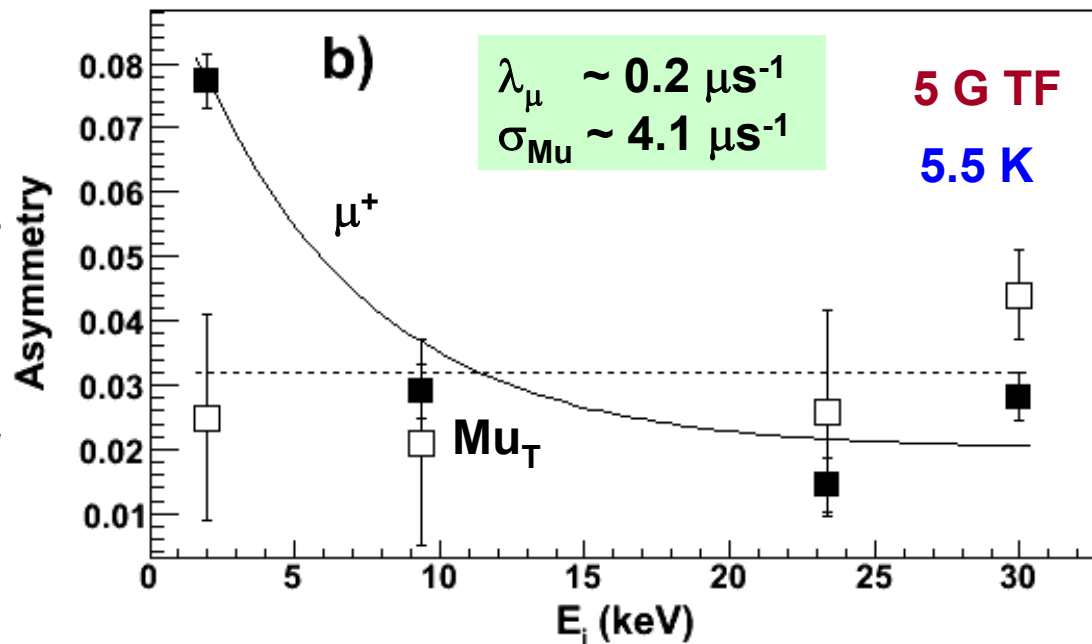 b)
λμ ~ 0.2 μs-1
σMu ~ 4.1 μs-1
5 G TF
5.5 K
μ+
MuT
Asymmetry
0.08
0.07
0.06
0.05
0.04
0.03
0.02
0.01
0 5 10 15 20 25 30
Ei (keV)